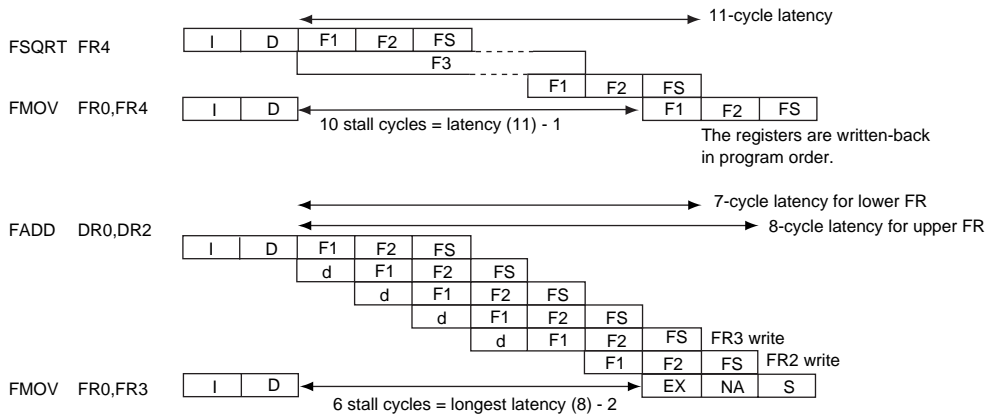 11-cycle latency
FSQRT FR4 I D F1 F2 FS
F3
F1 F2 FS
FMOV FR0,FR4 I D F1 F2 FS
10 stall cycles = latency (11) - 1
The registers are written-back
in program order.
7-cycle latency for lower FR
8-cycle latency for upper FR
FADD DR0,DR2 I D F1 F2 FS
d F1 F2 FS
d F1 F2 FS
d F1 F2 FS
d F1 F2 FS FR3 write
F1 F2 FS FR2 write
FMOV FR0,FR3 I D EX NA S
6 stall cycles = longest latency (8) - 2